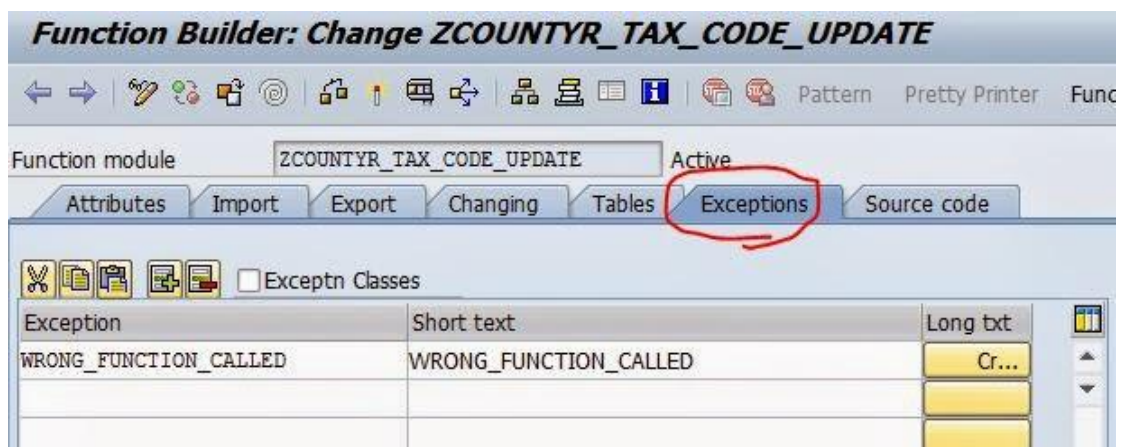 Function Builder: Change ZCOUNTYR_TAX_CODE_UPDATE
Pattern Pretty Printer Func
Function module ZCOUNTYR_TAX_CODE_UPDATE Active
Attributes Import Export Changing Tables Exceptions Source code
Exceptn Classes
Exception Short text Long txt
WRONG_FUNCTION_CALLED WRONG_FUNCTION_CALLED Cr...